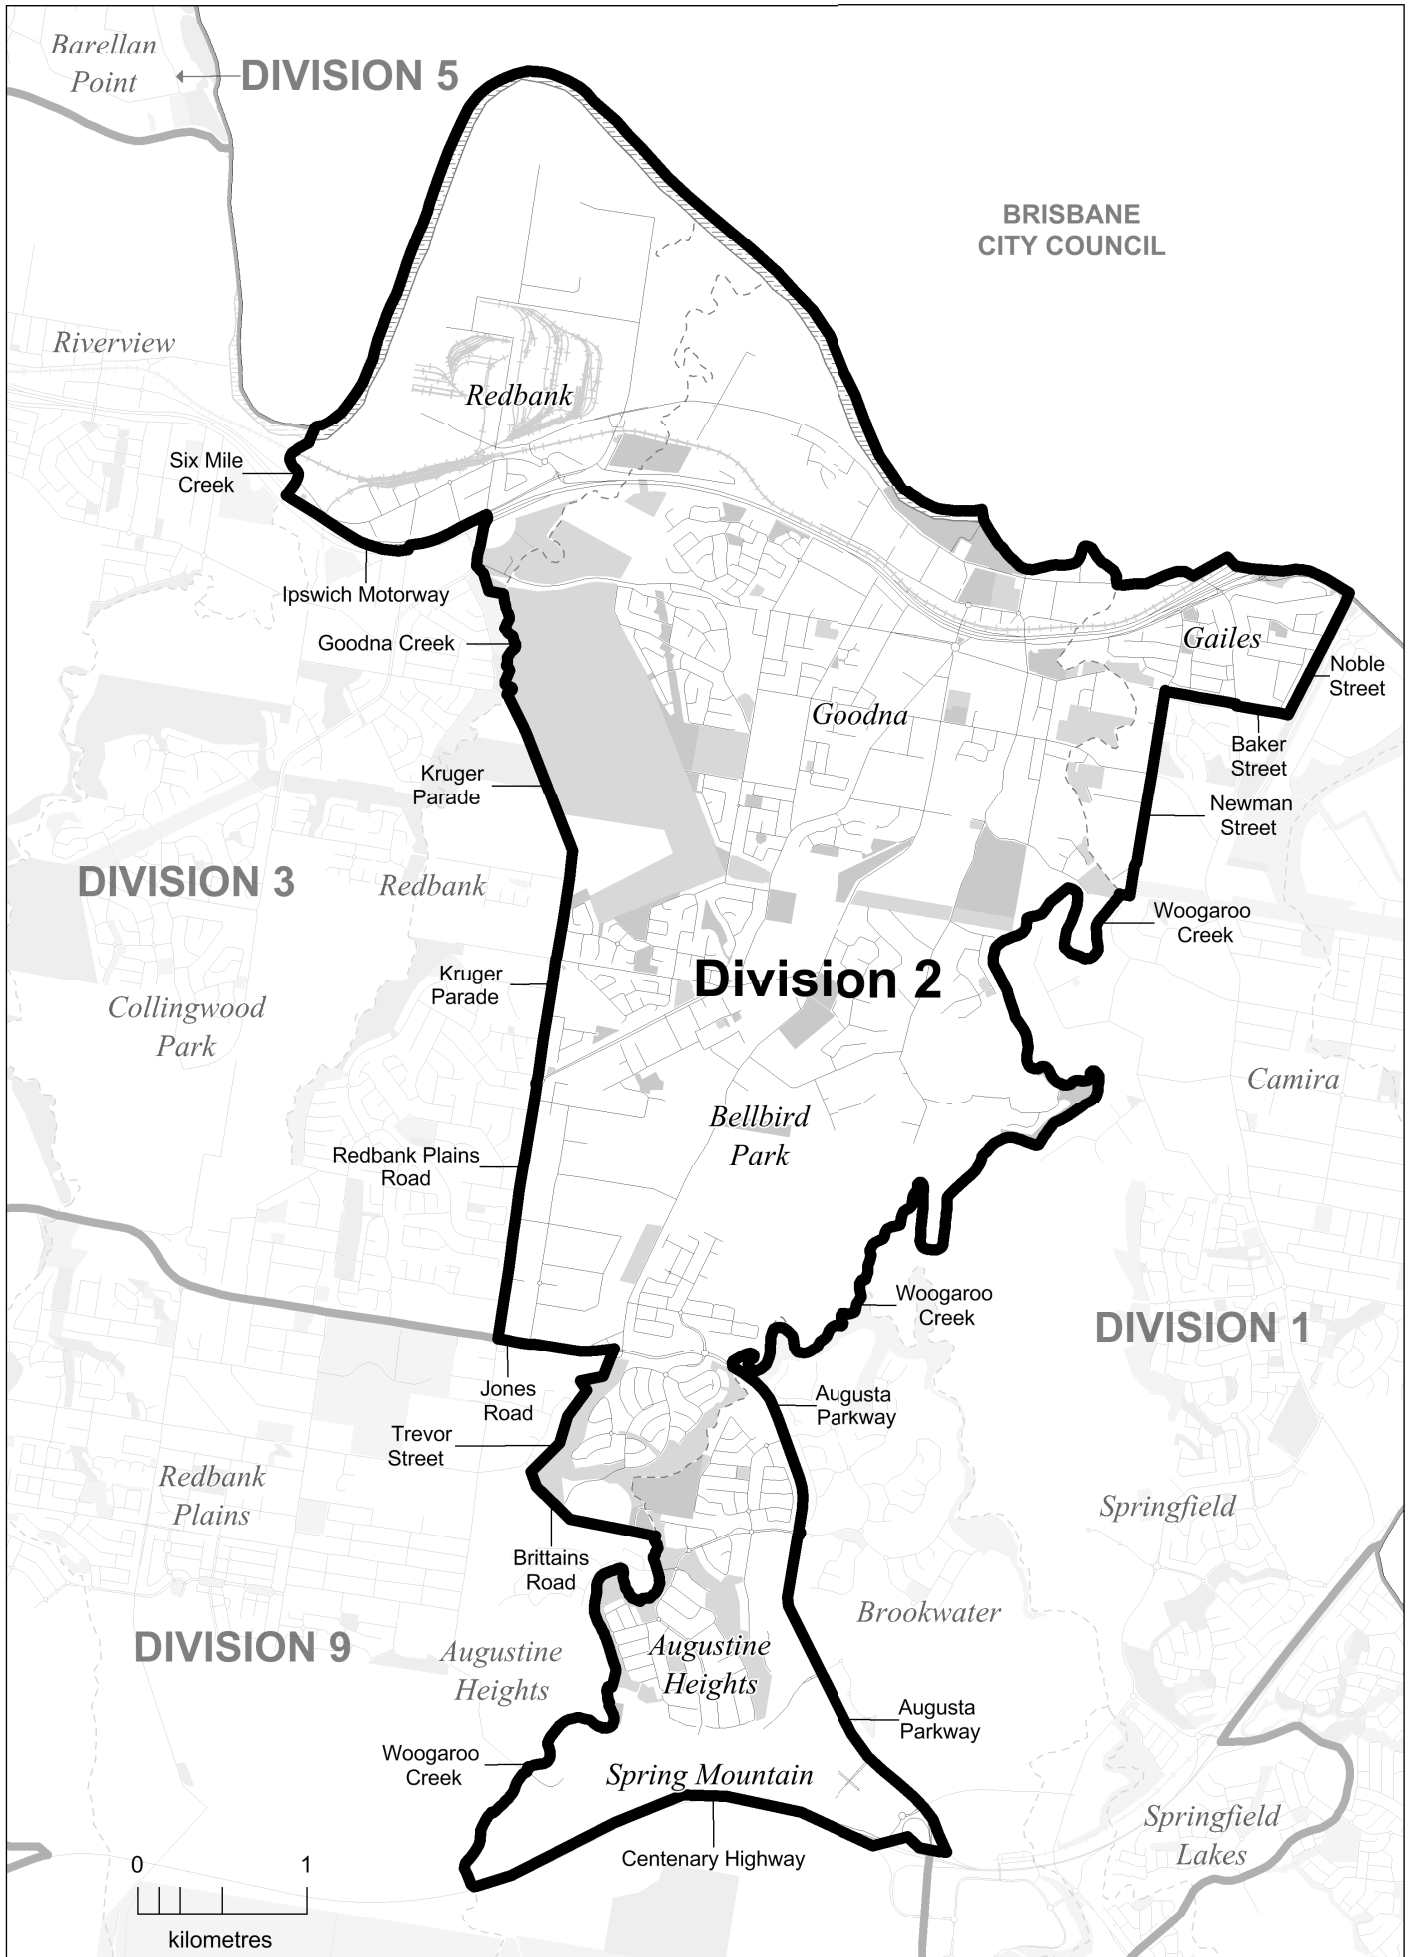 Barellan
Point
DIVISION 5
BRISBANE
CITY COUNCIL
Riverview
Redbank
Six Mile
Creek
Ipswich Motorway
Goodna Creek
Gailes
Noble
Street
Goodna
Baker
Street
Kruger
Parade
Newman
Street
DIVISION 3
Redbank
Woogaroo
Creek
Division 2
Kruger
Parade
Collingwood
Park
Camira
Bellbird
Park
Redbank Plains
Road
Woogaroo
Creek
DIVISION 1
Jones
Road
Augusta
Parkway
Trevor
Street
Redbank
Plains
Springfield
Brittains
Road
Brookwater
DIVISION 9
Augustine
Heights
Augustine
Heights
Augusta
Parkway
Woogaroo
Creek
Spring Mountain
Springfield
Lakes
Centenary Highway
0 1
kilometres